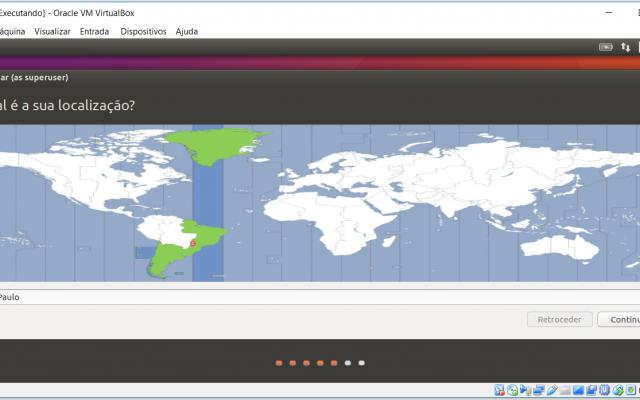 Executando] - Oracle VM VirtualBox
áquina Visualizar Entrada Dispositivos Ajuda
ar (as superuser)
al é a sua localização?
Paulo
Retroceder Continu